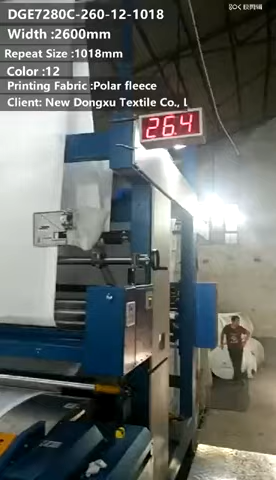 DGE7280C-260-12-1018
Width :2600mm
Repeat Size :1018mm
Color :12
Printing Fabric :Polar fleece
Client: New Dongxu Textile Co., L
26.4